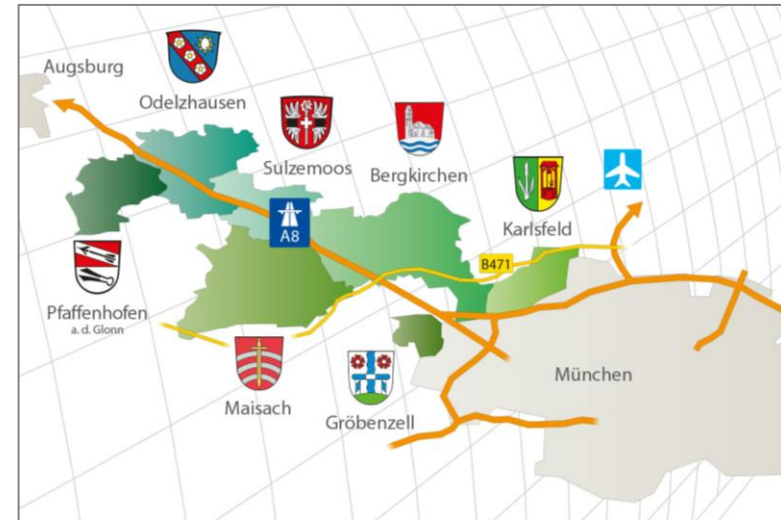 Augsburg
Odelzhausen
Sulzemoos
Bergkirchen
Karlsfeld
A8
B471
Pfaffenhofen
a. d. Glonn
Maisach
Gröbenzell
München